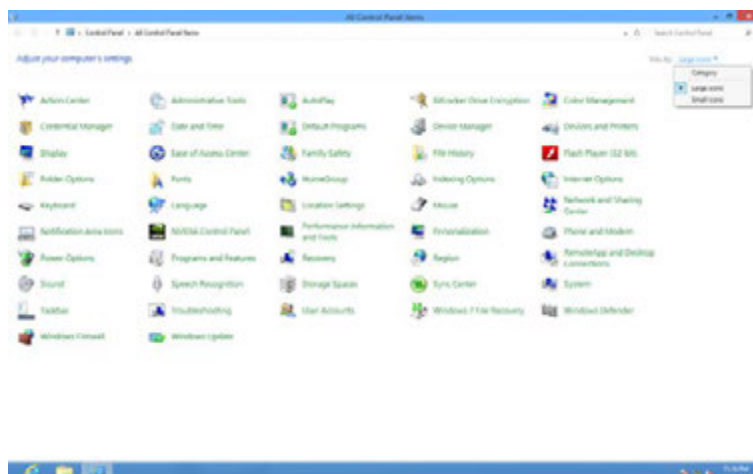 All Control Panel Items
Control Panel All Control Panel Items Search Control Panel
Adjust your computer's settings
View by: Large icons
Category
Large icons
Small icons
Action Center Administrative Tools AutoPlay BitLocker Drive Encryption Color Management
Credential Manager Date and Time Default Programs Device Manager Devices and Printers
Display Ease of Access Center Family Safety File History Flash Player (32-bit)
Folder Options Fonts HomeGroup Indexing Options Internet Options
Keyboard Language Location Settings Mouse Network and Sharing
Center
Notification Area Icons NVIDIA Control Panel Performance Information
and Tools Personalization Phone and Modem
Power Options Programs and Features Recovery Region RemoteApp and Desktop
Connections
Sound Speech Recognition Storage Spaces Sync Center System
Taskbar Troubleshooting User Accounts Windows 7 File Recovery Windows Defender
Windows Firewall Windows Update